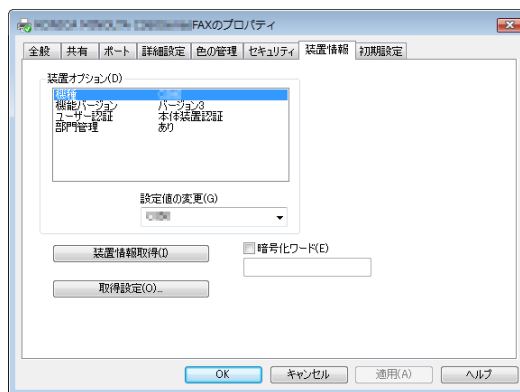 FAXのプロパティ
全般 共有 ポート 詳細設定 色の管理 セキュリティ 装置情報 初期設定
装置オプション(D)
機種
機能バージョン バージョン3
ユーザー認証 本体装置認証
部門管理 あり
設定値の変更(G)
装置情報取得(I)
暗号化ワード(E)
取得設定(O)...
OK キャンセル 適用(A) ヘルプ